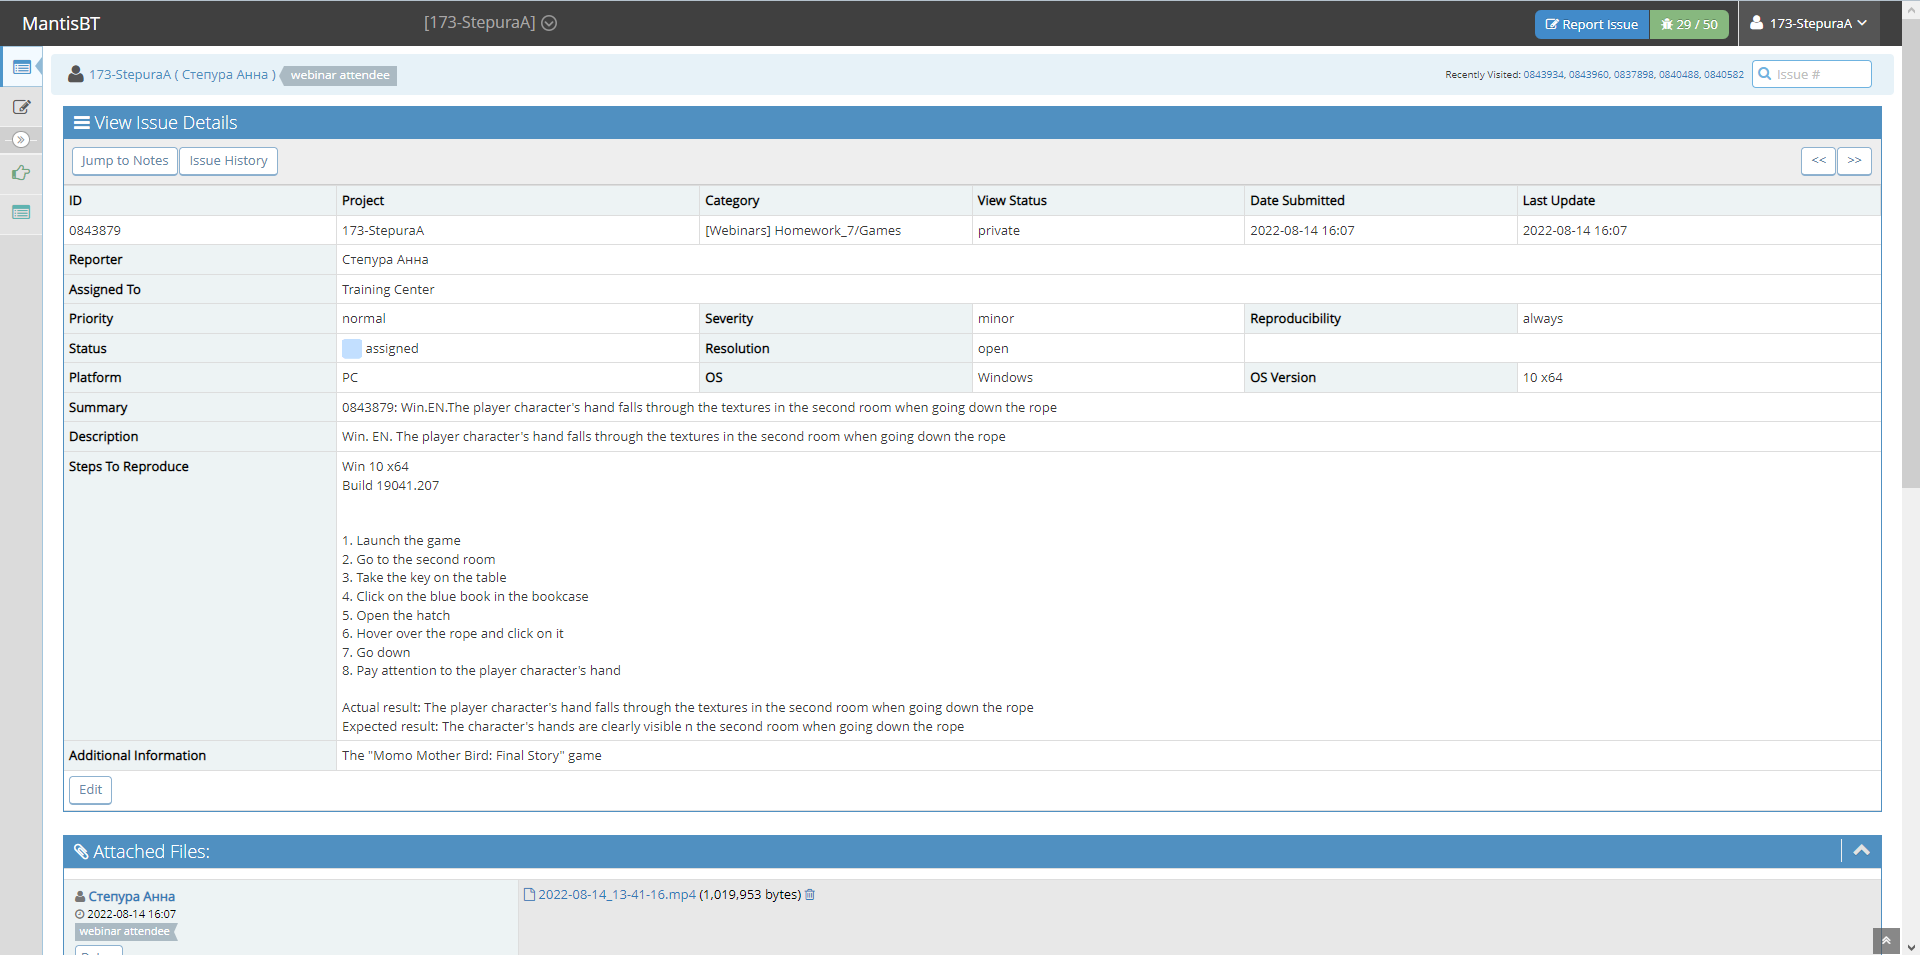 MantisBT
[173-StepuraA]
Report Issue
29 / 50
173-StepuraA
173-StepuraA ( Степура Анна )
webinar attendee
Recently Visited: 0843934, 0843960, 0837898, 0840488, 0840582
Issue #
View Issue Details
Jump to Notes
Issue History
<<
>>
ID Project Category View Status Date Submitted Last Update
0843879 173-StepuraA [Webinars] Homework_7/Games private 2022-08-14 16:07 2022-08-14 16:07
Reporter Степура Анна
Assigned To Training Center
Priority normal Severity minor Reproducibility always
Status assigned Resolution open
Platform PC OS Windows OS Version 10 x64
Summary 0843879: Win.EN.The player character's hand falls through the textures in the second room when going down the rope
Description Win. EN. The player character's hand falls through the textures in the second room when going down the rope
Steps To Reproduce Win 10 x64
Build 19041.207
1. Launch the game
2. Go to the second room
3. Take the key on the table
4. Click on the blue book in the bookcase
5. Open the hatch
6. Hover over the rope and click on it
7. Go down
8. Pay attention to the player character's hand
Actual result: The player character's hand falls through the textures in the second room when going down the rope
Expected result: The character's hands are clearly visible n the second room when going down the rope
Additional Information The "Momo Mother Bird: Final Story" game
Edit
Attached Files:
Степура Анна
2022-08-14 16:07
webinar attendee
2022-08-14_13-41-16.mp4 (1,019,953 bytes)